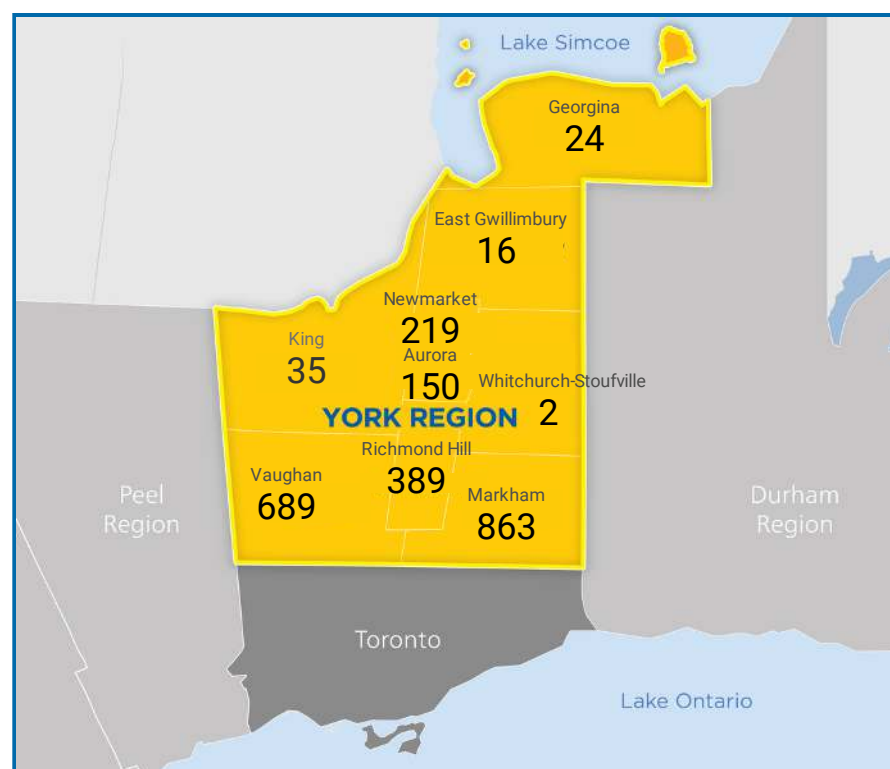 Lake Simcoe
Georgina
24
East Gwillimbury
16
Newmarket
219
King
35
Aurora
150
Whitchurch-Stoufville
2
YORK REGION
Richmond Hill
389
Vaughan
689
Markham
863
Peel
Region
Durham
Region
Toronto
Lake Ontario